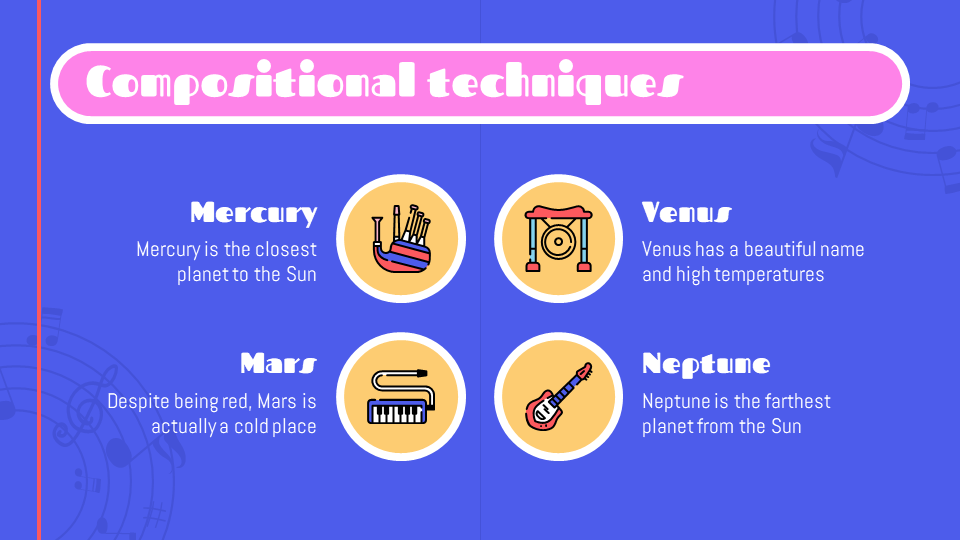 Compositional techniques
Mercury
Mercury is the closest
planet to the Sun
Venus
Venus has a beautiful name
and high temperatures
Mars
Despite being red, Mars is
actually a cold place
Neptune
Neptune is the farthest
planet from the Sun